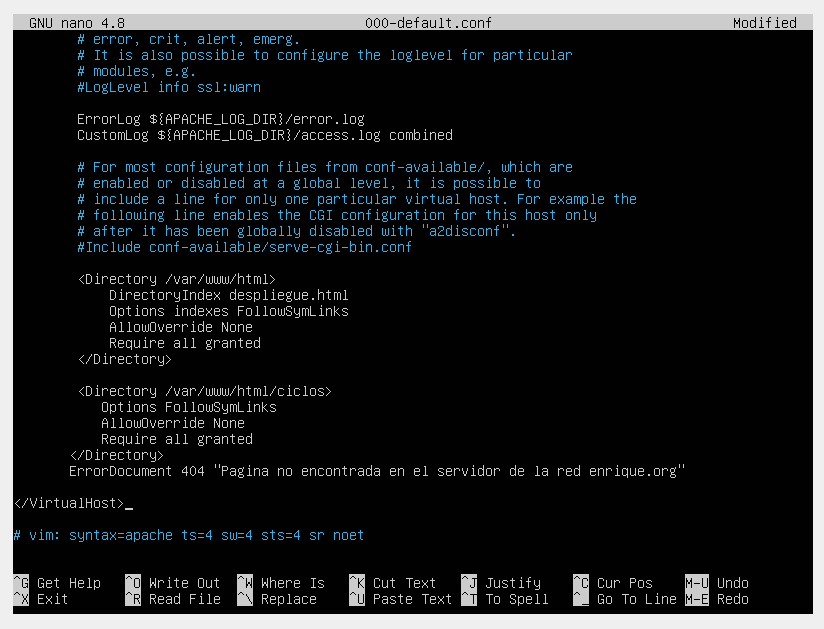 GNU nano 4.8 000-default.conf Modified
# error, crit, alert, emerg.
# It is also possible to configure the loglevel for particular
# modules, e.g.
#LogLevel info ssl:warn
ErrorLog ${APACHE_LOG_DIR}/error.log
CustomLog ${APACHE_LOG_DIR}/access.log combined
# For most configuration files from conf-available/, which are
# enabled or disabled at a global level, it is possible to
# include a line for only one particular virtual host. For example the
# following line enables the CGI configuration for this host only
# after it has been globally disabled with "a2disconf".
#Include conf-available/serve-cgi-bin.conf
<Directory /var/www/html>
DirectoryIndex despliegue.html
Options indexes FollowSymLinks
AllowOverride None
Require all granted
</Directory>
<Directory /var/www/html/ciclos>
Options FollowSymLinks
AllowOverride None
Require all granted
</Directory>
ErrorDocument 404 "Pagina no encontrada en el servidor de la red enrique.org"
</VirtualHost>
# vim: syntax=apache ts=4 sw=4 sts=4 sr noet
^G Get Help ^O Write Out ^W Where Is ^K Cut Text ^J Justify ^C Cur Pos M-U Undo
^X Exit ^R Read File ^\ Replace ^U Paste Text ^T To Spell ^_ Go To Line M-E Redo